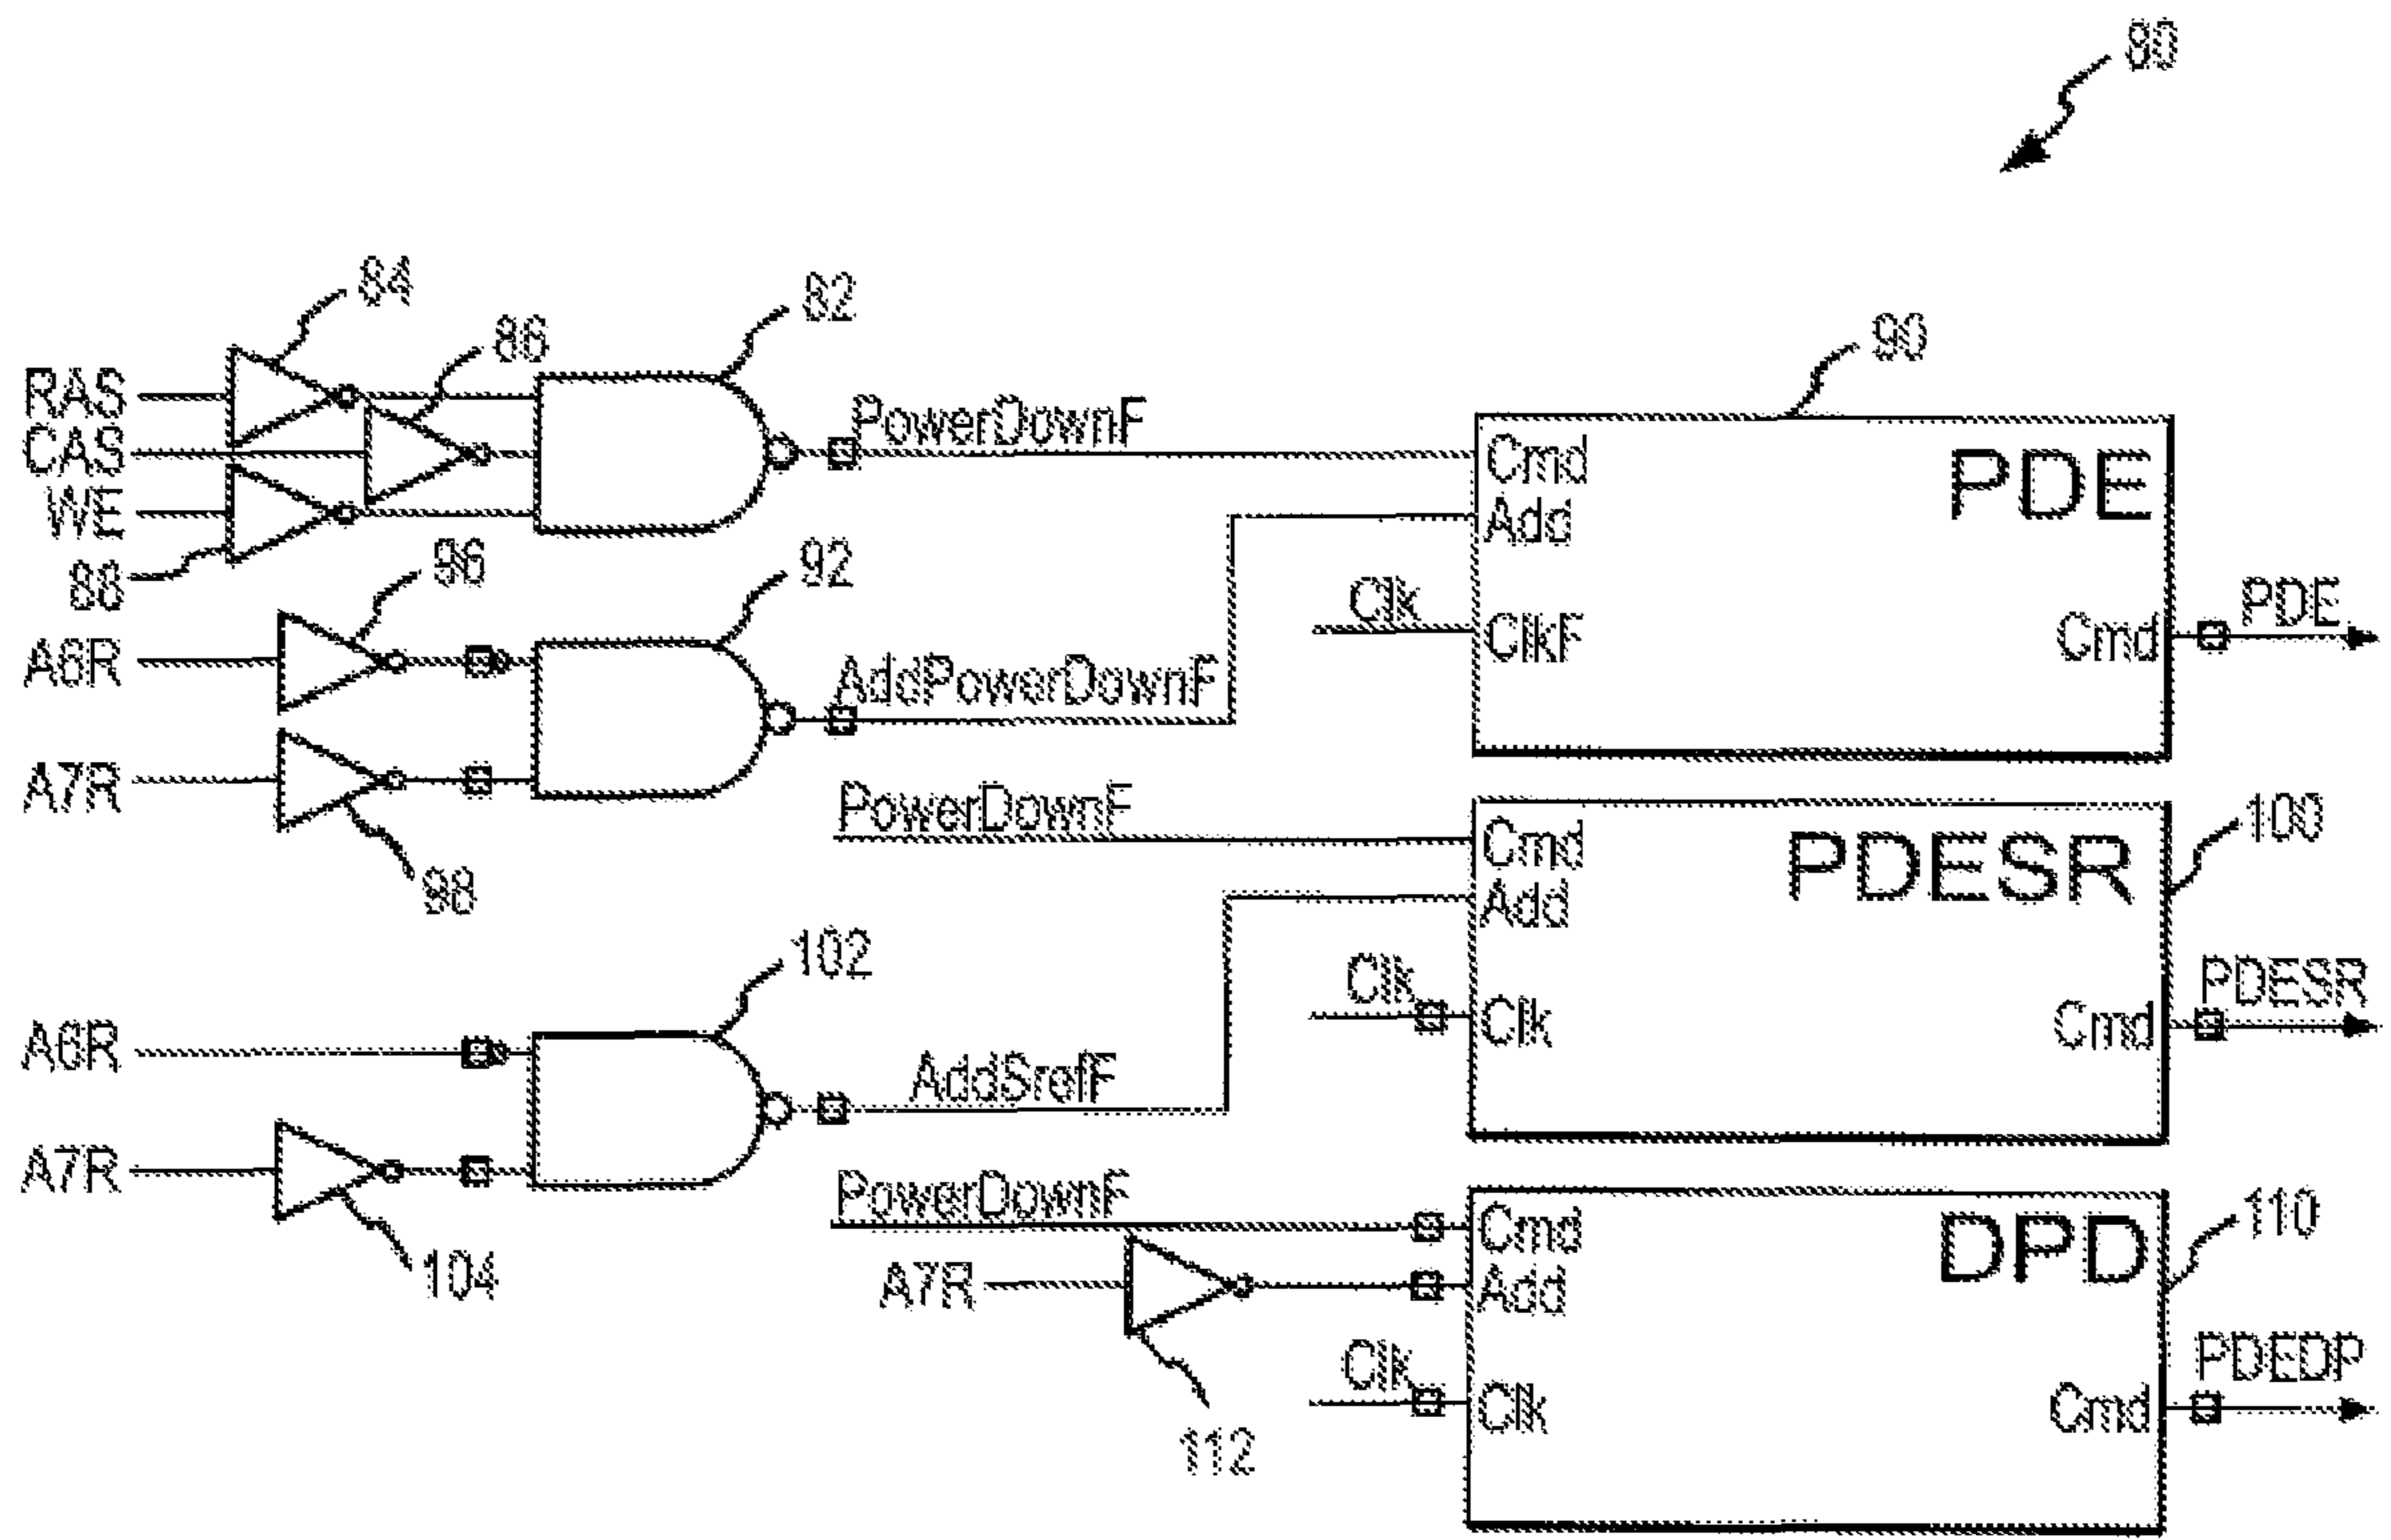 80
84
86
82
90
RAS
CAS
WE
88
PowerDownF
Cmd
Add
Clk
ClkF
PDE
Cmd
PDE
96
92
A6R
A7R
98
AddPowerDownF
PowerDownF
Cmd
Add
Clk
Clk
PDESR
Cmd
100
PDESR
102
A6R
A7R
104
AddSrefF
PowerDownF
A7R
112
Cmd
Add
Clk
Clk
DPD
Cmd
110
PDEDP